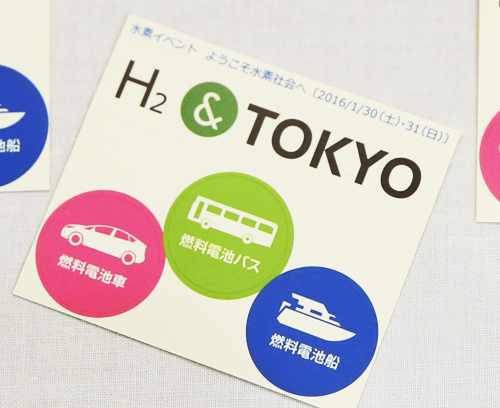 水素イベント ようこそ水素社会へ〔2016/1/30(土)・31(日)〕
H2 & TOKYO
燃料電池車
燃料電池バス
燃料電池船
池船